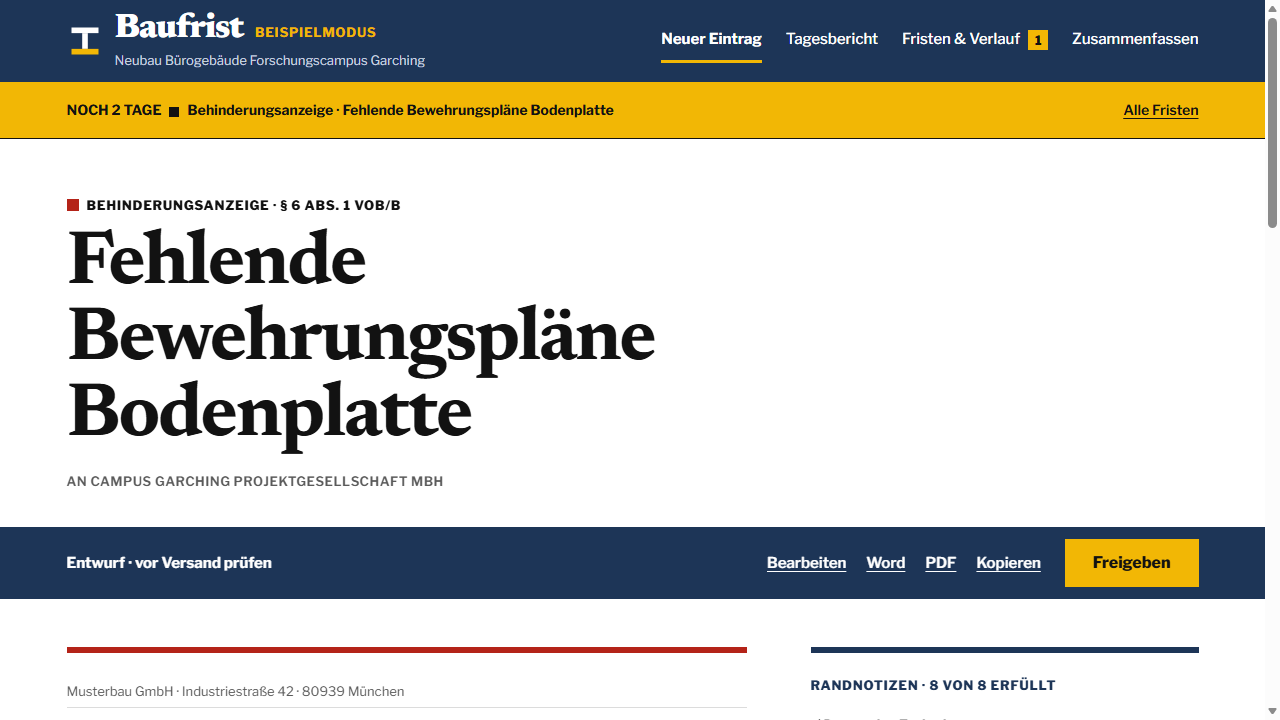 Baufrist BEISPIELMODUS
Neubau Bürogebäude Forschungscampus Garching
Neuer Eintrag Tagesbericht Fristen & Verlauf 1 Zusammenfassen
NOCH 2 TAGE ■ Behinderungsanzeige · Fehlende Bewehrungspläne Bodenplatte Alle Fristen
BEHINDERUNGSANZEIGE · § 6 ABS. 1 VOB/B
Fehlende
Bewehrungspläne
Bodenplatte
AN CAMPUS GARCHING PROJEKTGESELLSCHAFT MBH
Entwurf · vor Versand prüfen Bearbeiten Word PDF Kopieren Freigeben
Musterbau GmbH · Industriestraße 42 · 80939 München
RANDNOTIZEN · 8 VON 8 ERFÜLLT